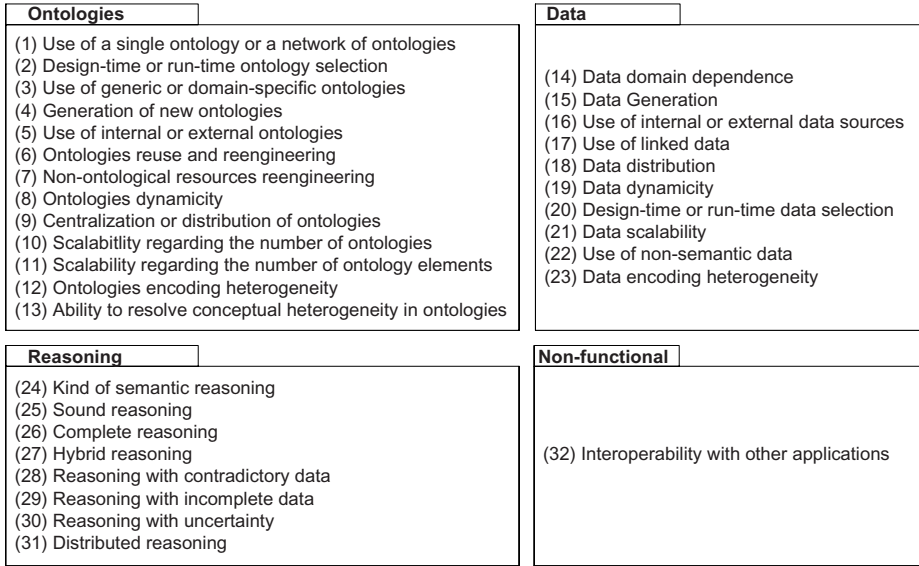 Ontologies
(1) Use of a single ontology or a network of ontologies
(2) Design-time or run-time ontology selection
(3) Use of generic or domain-specific ontologies
(4) Generation of new ontologies
(5) Use of internal or external ontologies
(6) Ontologies reuse and reengineering
(7) Non-ontological resources reengineering
(8) Ontologies dynamicity
(9) Centralization or distribution of ontologies
(10) Scalabitlity regarding the number of ontologies
(11) Scalability regarding the number of ontology elements
(12) Ontologies encoding heterogeneity
(13) Ability to resolve conceptual heterogeneity in ontologies
Data
(14) Data domain dependence
(15) Data Generation
(16) Use of internal or external data sources
(17) Use of linked data
(18) Data distribution
(19) Data dynamicity
(20) Design-time or run-time data selection
(21) Data scalability
(22) Use of non-semantic data
(23) Data encoding heterogeneity
Reasoning
(24) Kind of semantic reasoning
(25) Sound reasoning
(26) Complete reasoning
(27) Hybrid reasoning
(28) Reasoning with contradictory data
(29) Reasoning with incomplete data
(30) Reasoning with uncertainty
(31) Distributed reasoning
Non-functional
(32) Interoperability with other applications